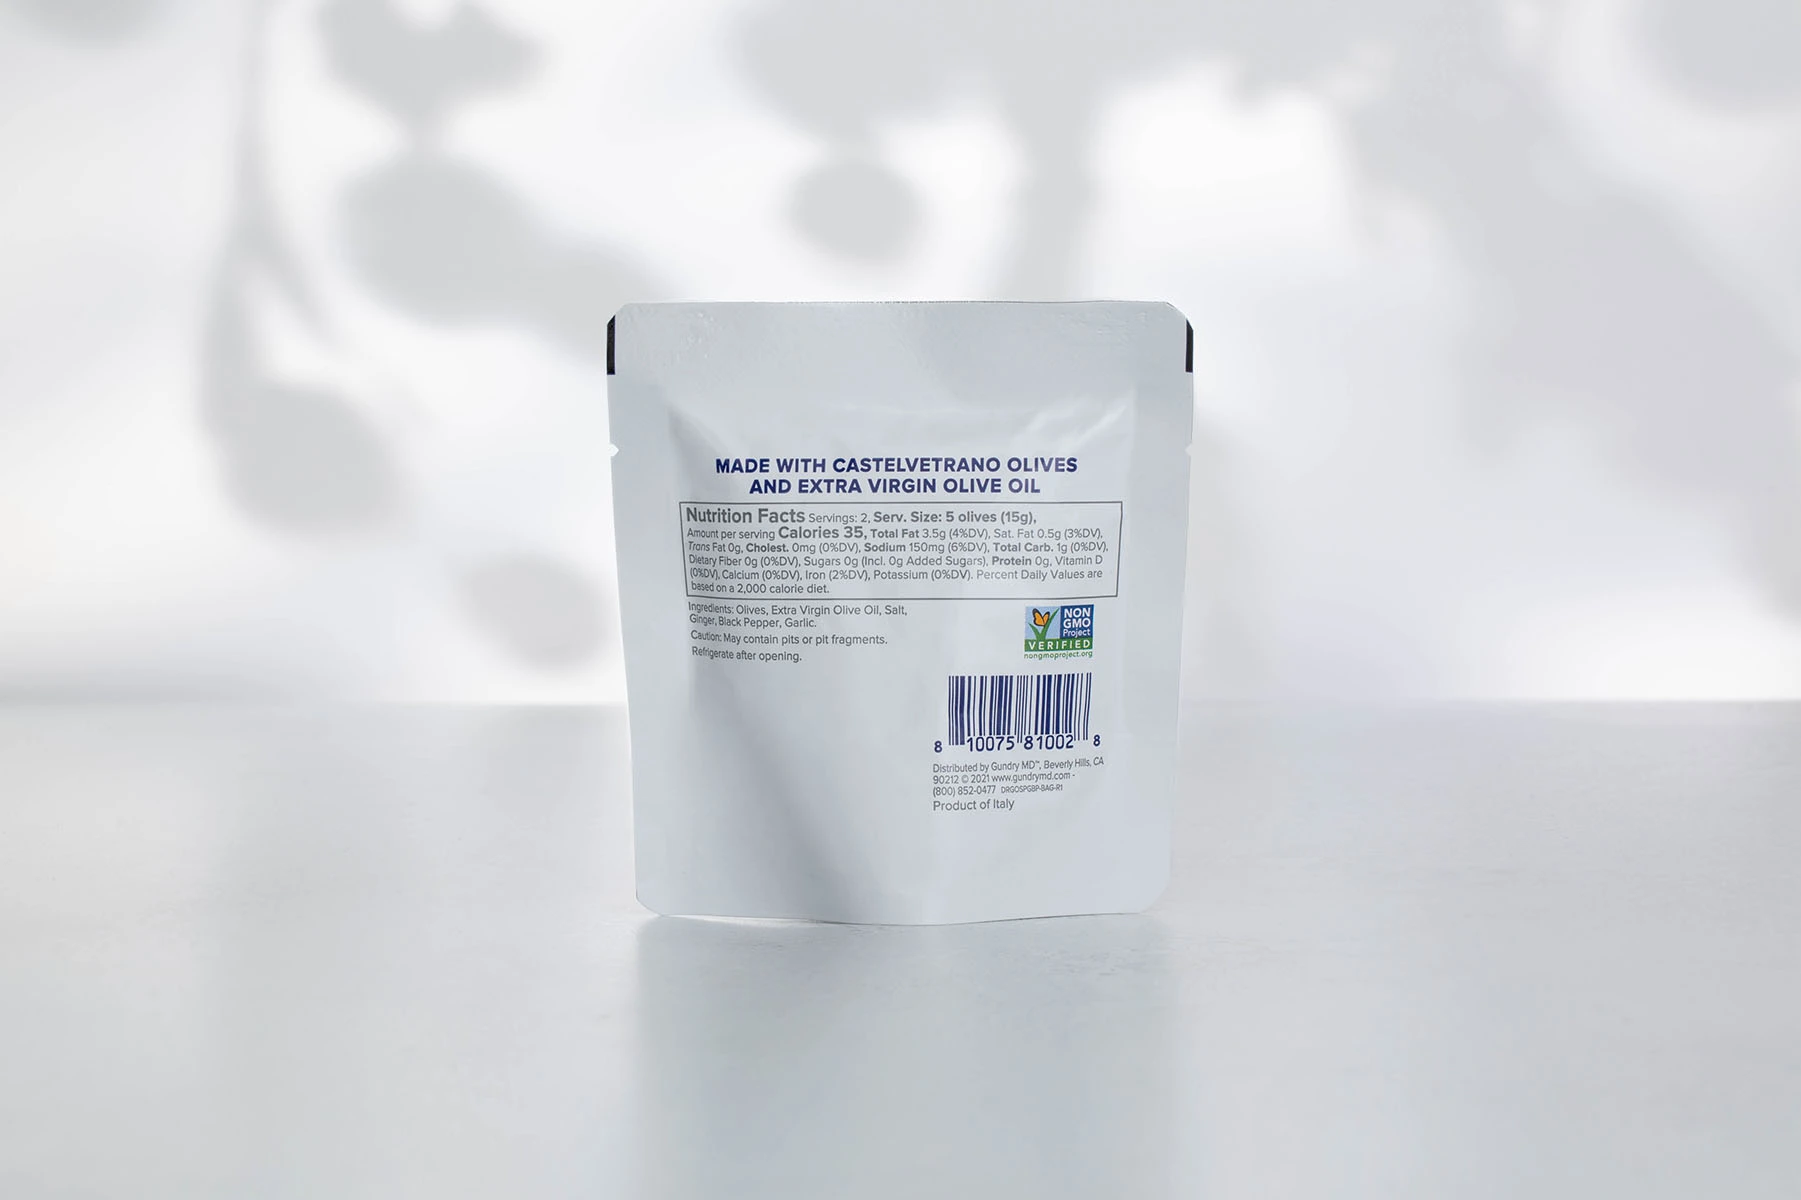 MADE WITH CASTELVETRANO OLIVES
AND EXTRA VIRGIN OLIVE OIL
Nutrition Facts Servings: 2, Serv. Size: 5 olives (15g),
Amount per serving Calories 35, Total Fat 3.5g (4%DV), Sat. Fat 0.5g (3%DV),
Trans Fat 0g, Cholest. 0mg (0%DV), Sodium 150mg (6%DV), Total Carb. 1g (0%DV),
Dietary Fiber 0g (0%DV), Sugars 0g (Incl. 0g Added Sugars), Protein 0g, Vitamin D
(0%DV), Calcium (0%DV), Iron (2%DV), Potassium (0%DV). Percent Daily Values are
based on a 2,000 calorie diet.
Ingredients: Olives, Extra Virgin Olive Oil, Salt,
Ginger, Black Pepper, Garlic.
Caution: May contain pits or pit fragments.
Refrigerate after opening.
NON
GMO
Project
VERIFIED
nongmoproject.org
8 10075 81002 8
Distributed by Gundry MD™, Beverly Hills, CA
90212 © 2021 www.gundrymd.com -
(800) 852-0477 DRGOSPGBP-BAG-R1
Product of Italy